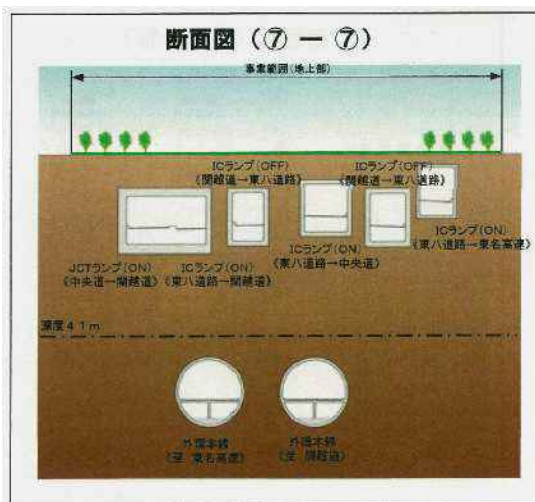 断面図(⑦ー⑦)
事業範囲(地上部)
ICランプ(OFF)
(関越道→東八道路)
ICランプ(OFF)
(関越道→東八道路)
JCTランプ(ON)
(中央道→関越道)
ICランプ(ON)
(東八道路→関越道)
ICランプ(ON)
(東八道路→中央道)
ICランプ(ON)
(東八道路→東名高速)
深度41m
外環本線
(至 東名高速)
外環本線
(至 関越道)